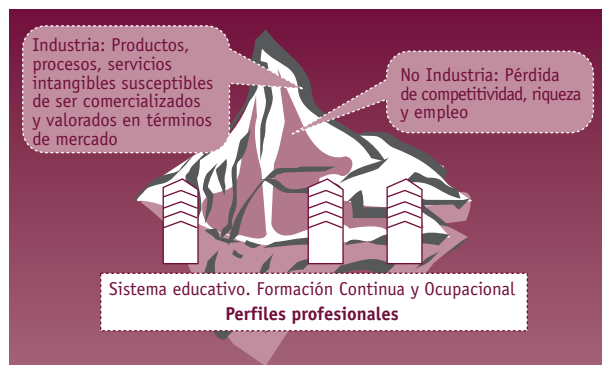 Industria: Productos,
procesos, servicios
intangibles susceptibles
de ser comercializados
y valorados en términos
de mercado
No Industria: Pérdida
de competitividad, riqueza
y empleo
Sistema educativo. Formación Continua y Ocupacional
Perfiles profesionales